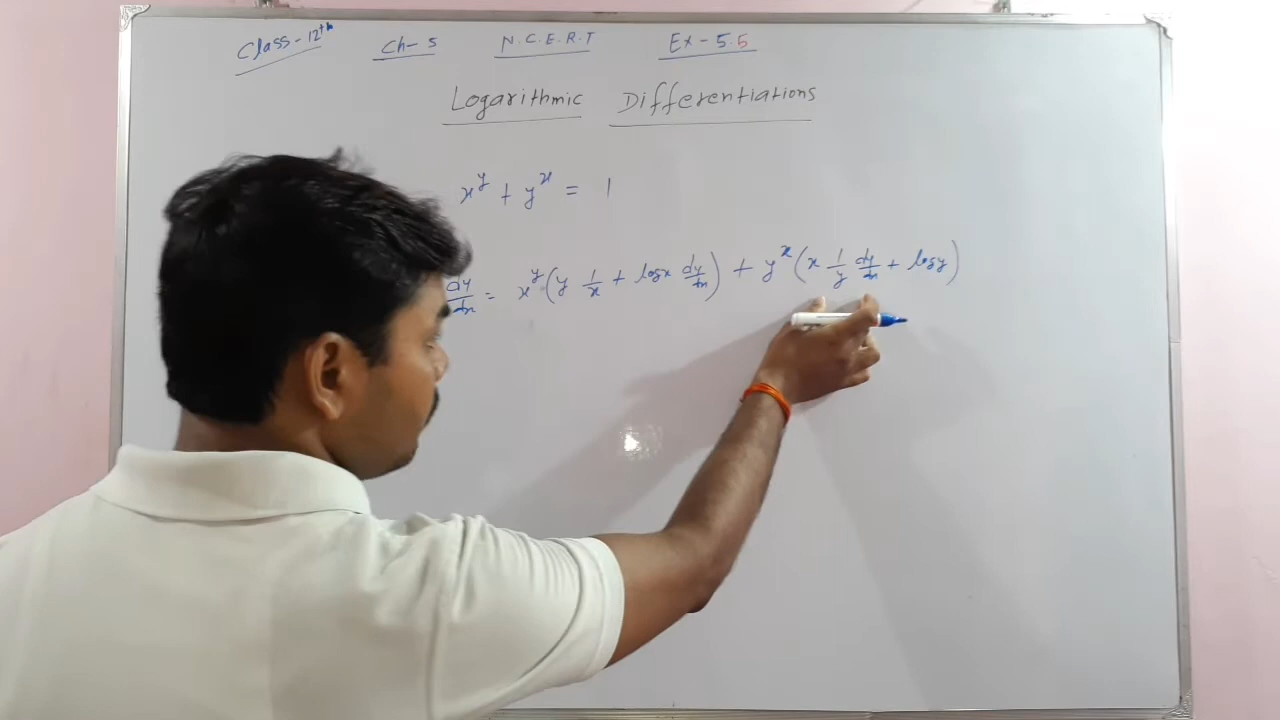 Class-12th Ch-5 N.C.E.R.T Ex-5.5
Logarithmic Differentiations
x^y + y^x = 1
dy/dx = x^y (y 1/x + logx dy/dx) + y^x (x 1/y dy/dx + logy)